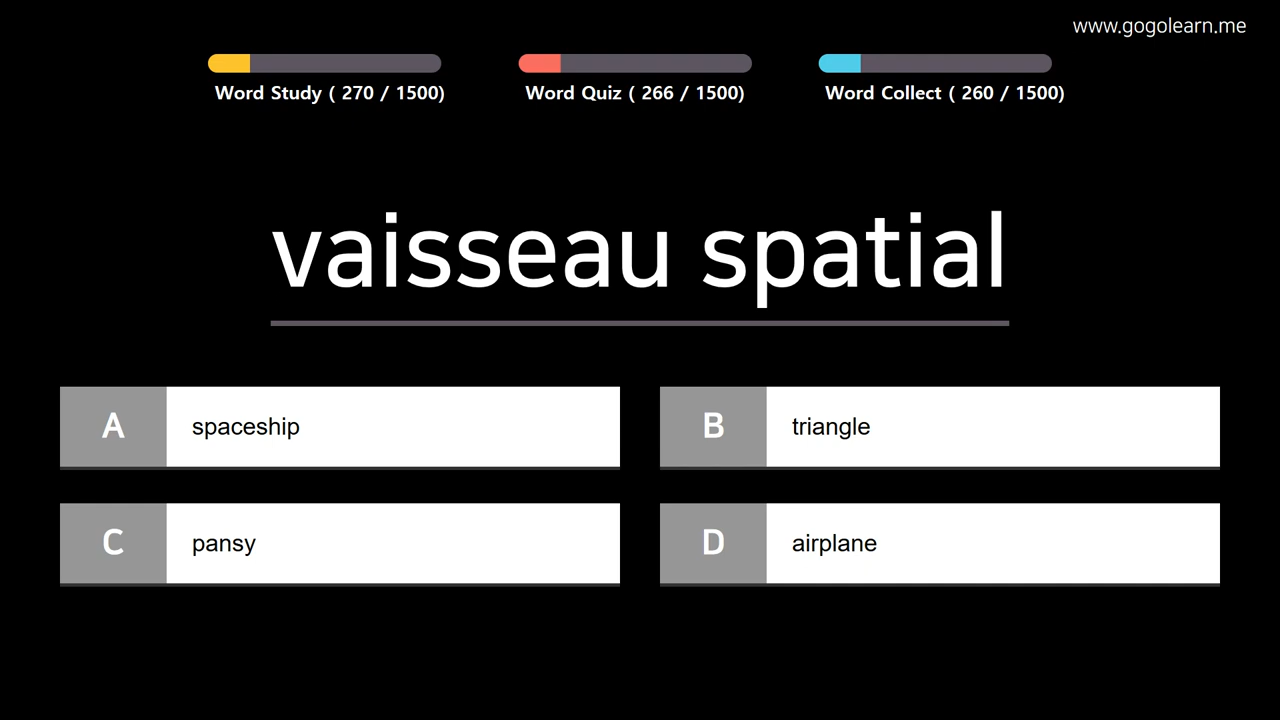 www.gogolearn.me
Word Study ( 270 / 1500)
Word Quiz ( 266 / 1500)
Word Collect ( 260 / 1500)
vaisseau spatial
A spaceship
B triangle
C pansy
D airplane